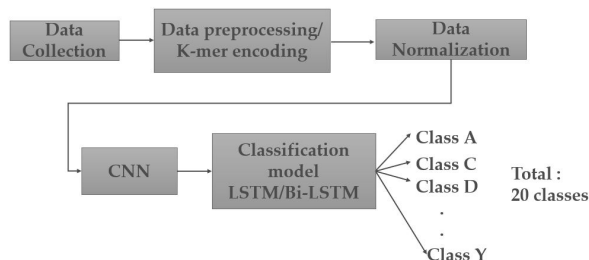 Data
Collection
Data preprocessing/
K-mer encoding
Data
Normalization
CNN
Classification
model
LSTM/Bi-LSTM
Class A
Class C
Class D
.
.
Class Y
Total :
20 classes